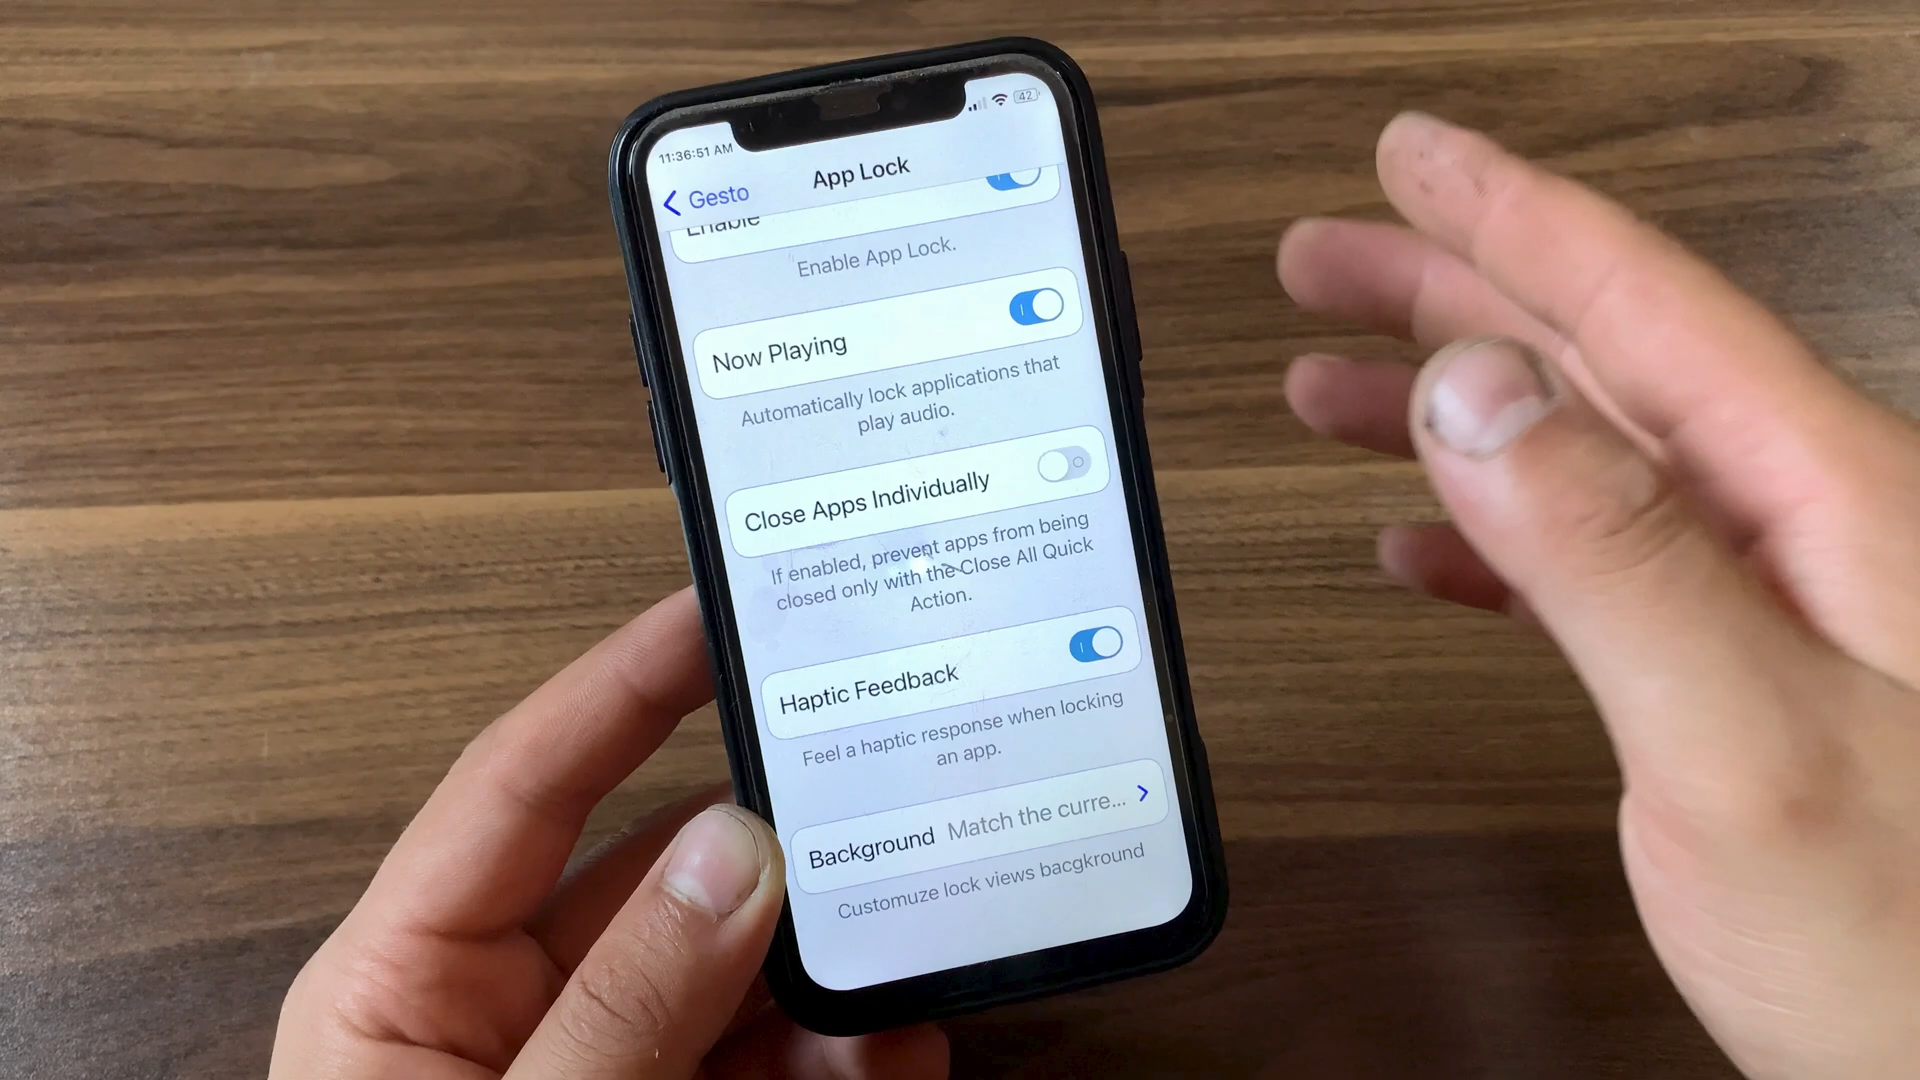 11:36:51 AM
42
Gesto
App Lock
Enable
Enable App Lock.
Now Playing
Automatically lock applications that
play audio.
Close Apps Individually
If enabled, prevent apps from being
closed only with the Close All Quick
Action.
Haptic Feedback
Feel a haptic response when locking
an app.
Background Match the curre...
Customuze lock views bacgkround